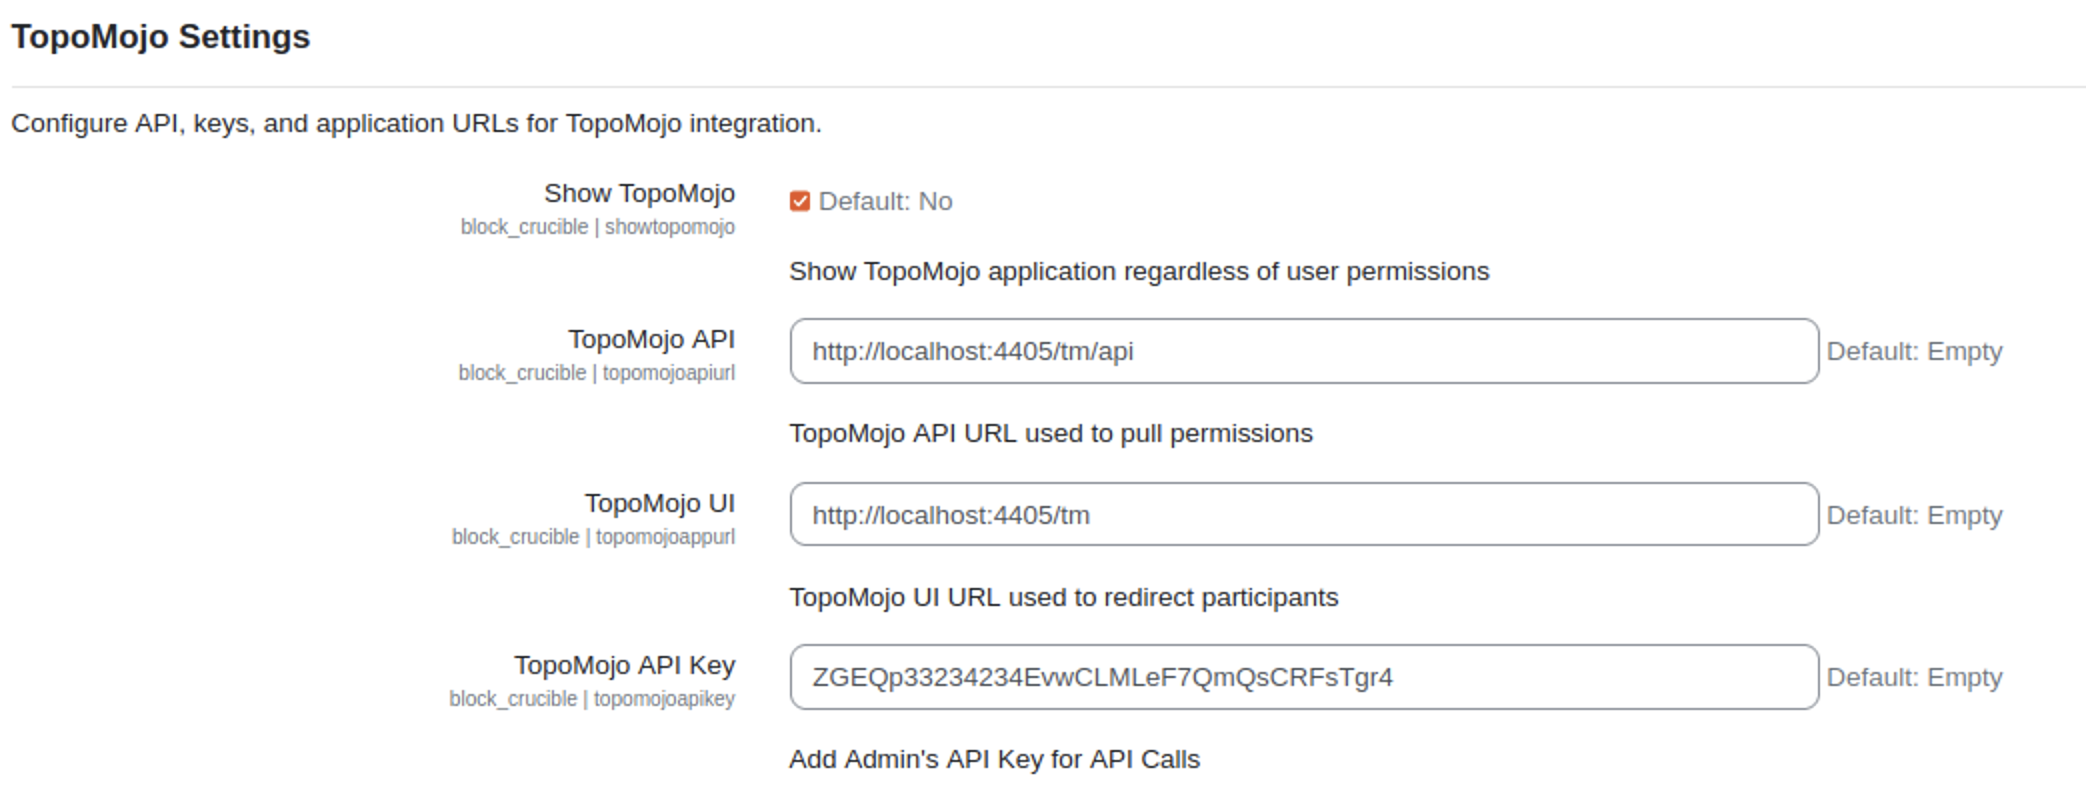 TopoMojo Settings
Configure API, keys, and application URLs for TopoMojo integration.
Show TopoMojo
block_crucible | showtopomojo
Default: No
Show TopoMojo application regardless of user permissions
TopoMojo API
block_crucible | topomojoapiurl
http://localhost:4405/tm/api
Default: Empty
TopoMojo API URL used to pull permissions
TopoMojo UI
block_crucible | topomojoappurl
http://localhost:4405/tm
Default: Empty
TopoMojo UI URL used to redirect participants
TopoMojo API Key
block_crucible | topomojoapikey
ZGEQp33234234EvwCLMLeF7QmQsCRFsTgr4
Default: Empty
Add Admin's API Key for API Calls